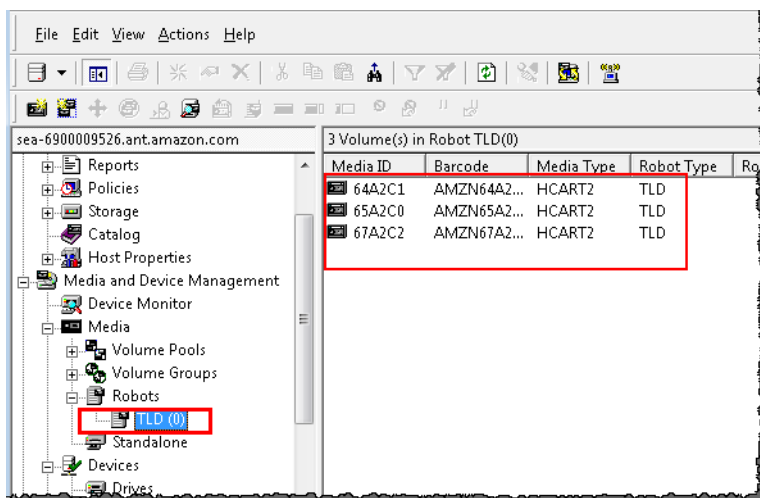 File Edit View Actions Help
sea-6900009526.ant.amazon.com
3 Volume(s) in Robot TLD(0)
Reports
Policies
Storage
Catalog
Host Properties
Media and Device Management
Device Monitor
Media
Volume Pools
Volume Groups
Robots
TLD (0)
Standalone
Devices
Drives
Media ID Barcode Media Type Robot Type Ro
64A2C1 AMZN64A2... HCART2 TLD
65A2C0 AMZN65A2... HCART2 TLD
67A2C2 AMZN67A2... HCART2 TLD